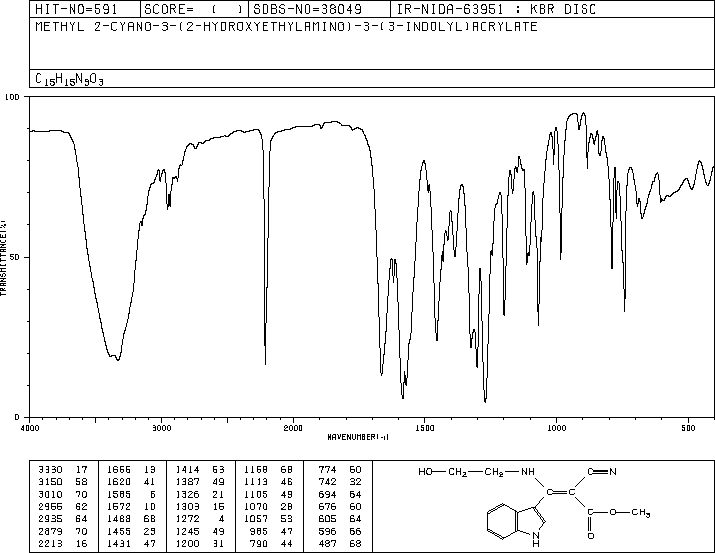 HIT-NO=591 SCORE= ( ) SDBS-NO=38049 IR-NIDA-63951 : KBR DISC
METHYL 2-CYANO-3-(2-HYDROXYETHYLAMINO)-3-(3-INDOLYL)ACRYLATE
C15H15N3O3
100
50
0
TRANSMITTANCE(%)
4000 3000 2000 1500 1000 500
WAVENUMBER(-1)
3330 17 1666 13 1414 53 1168 68 774 60
3150 58 1620 41 1387 49 1113 46 742 32
3010 70 1585 5 1326 21 1105 49 694 64
2955 62 1572 10 1303 15 1070 28 676 60
2935 64 1488 68 1272 4 1057 53 605 64
2879 70 1455 23 1245 49 985 47 596 66
2213 16 1431 47 1200 31 790 44 487 68
HO CH2 CH2 NH C≡N
C C
C O CH3
O
N
H